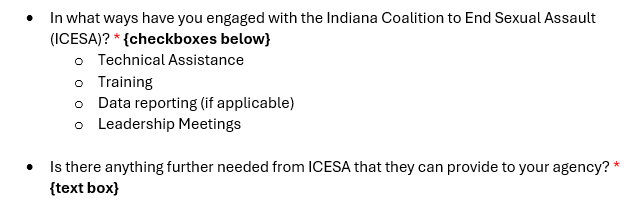 • In what ways have you engaged with the Indiana Coalition to End Sexual Assault
(ICESA)? * {checkboxes below}
o Technical Assistance
o Training
o Data reporting (if applicable)
o Leadership Meetings
• Is there anything further needed from ICESA that they can provide to your agency? *
{text box}